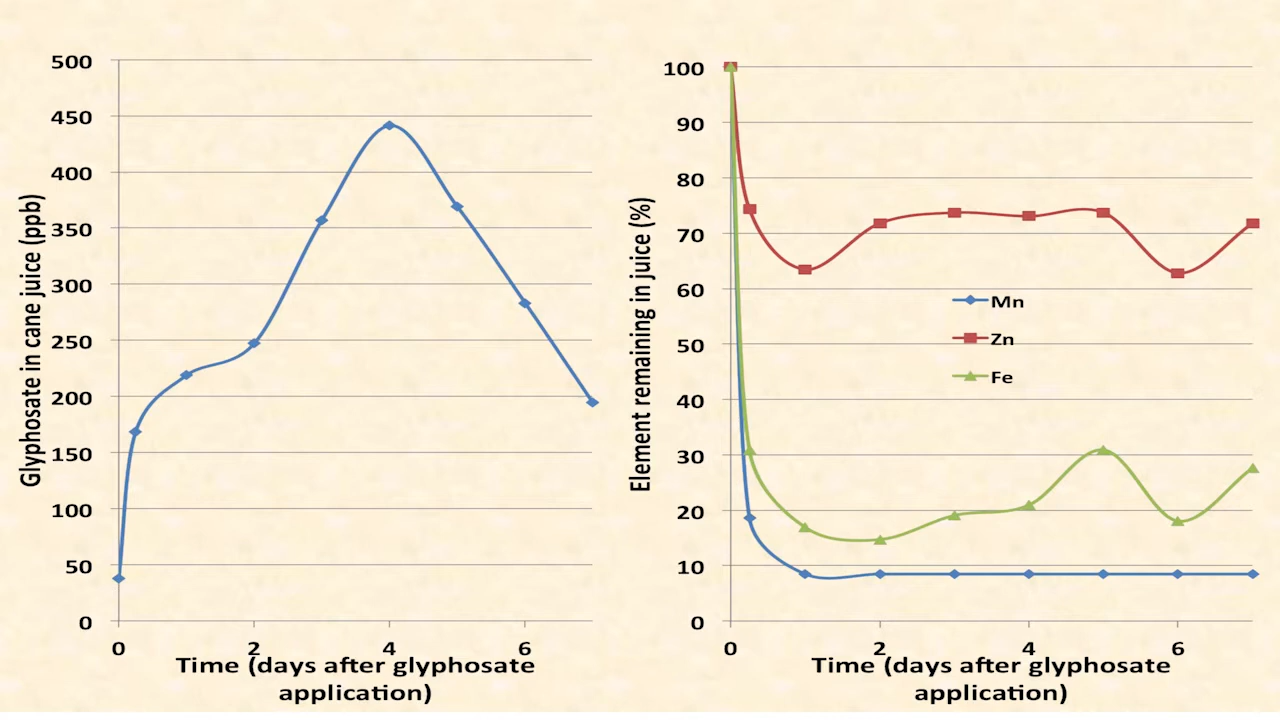 Glyphosate in cane juice (ppb)
500
450
400
350
300
250
200
150
100
50
0
0 2 4 6
Time (days after glyphosate
application)
Element remaining in juice (%)
100
90
80
70
60
50
40
30
20
10
0
Mn
Zn
Fe
0 2 4 6
Time (days after glyphosate
application)